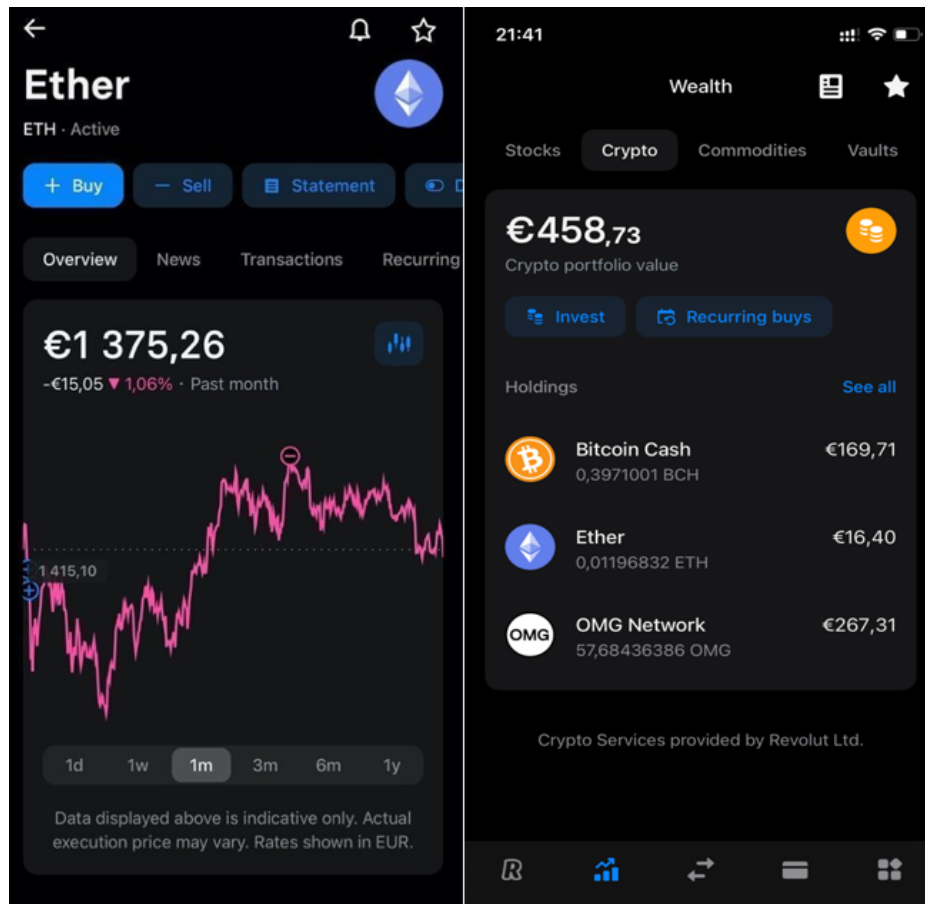 Ether
ETH · Active
+ Buy
— Sell
Statement
D
Overview
News
Transactions
Recurring
€1 375,26
-€15,05 ▼ 1,06% · Past month
1 415,10
1d
1w
1m
3m
6m
1y
Data displayed above is indicative only. Actual
execution price may vary. Rates shown in EUR.
21:41
Wealth
Stocks
Crypto
Commodities
Vaults
€458,73
Crypto portfolio value
Invest
Recurring buys
Holdings
See all
Bitcoin Cash
€169,71
0,3971001 BCH
Ether
€16,40
0,01196832 ETH
OMG
OMG Network
€267,31
57,68436386 OMG
Crypto Services provided by Revolut Ltd.
R